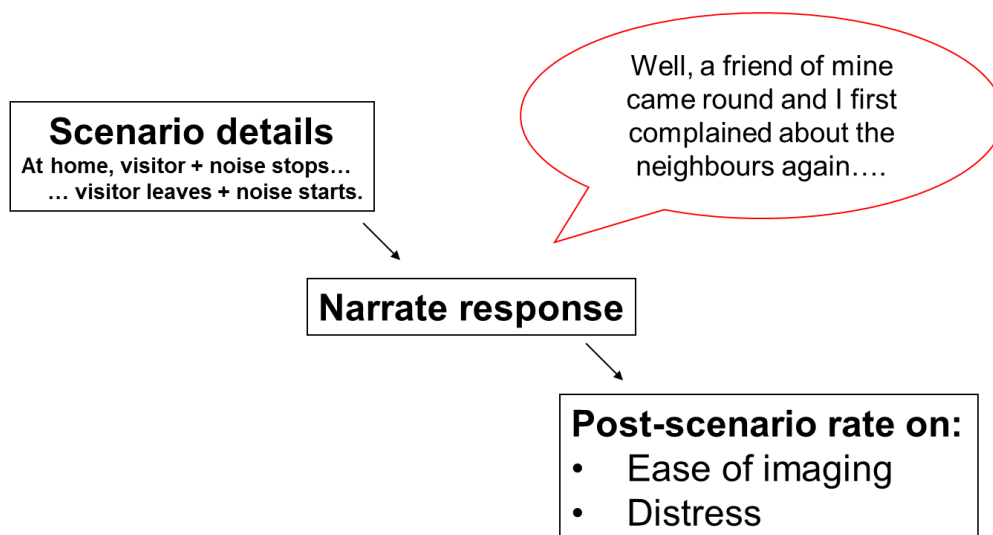 Well, a friend of mine
came round and I first
complained about the
neighbours again….
Scenario details
At home, visitor + noise stops…
… visitor leaves + noise starts.
Narrate response
Post-scenario rate on:
• Ease of imaging
• Distress